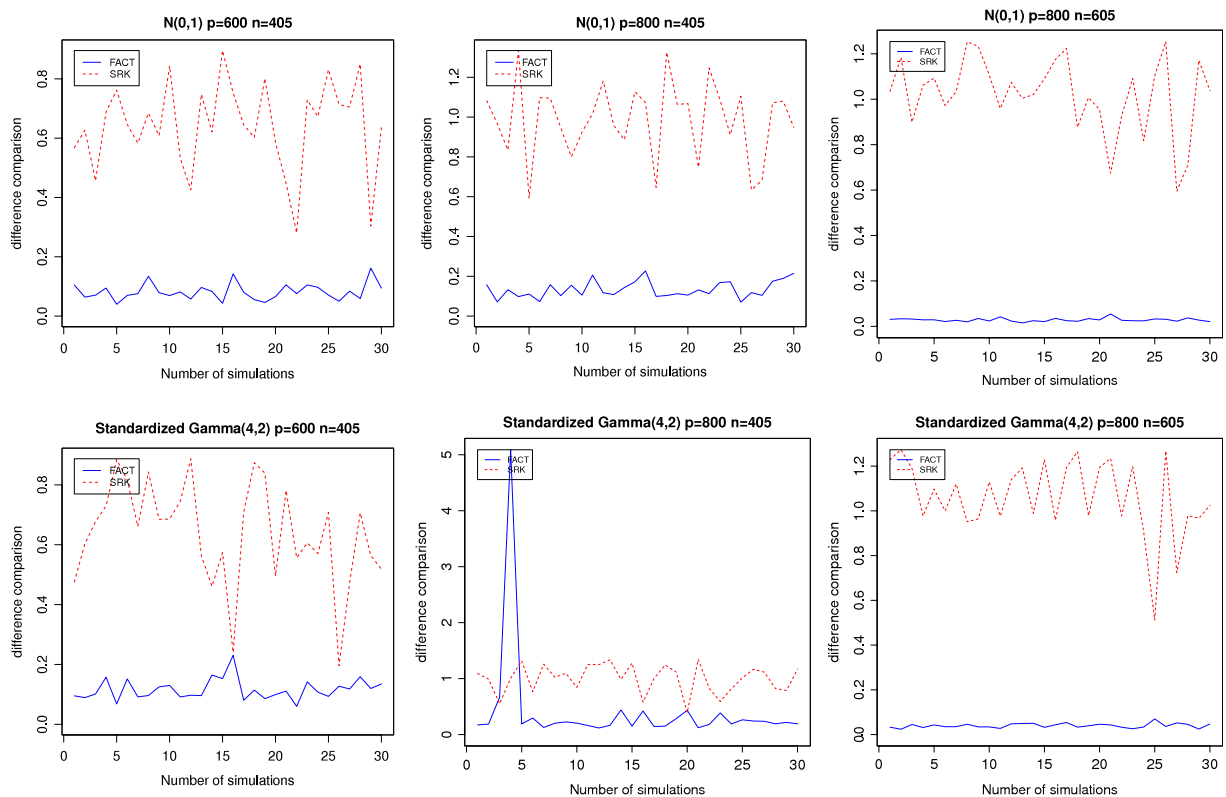 N(0,1) p=600 n=405
difference comparison
0.0 0.2 0.4 0.6 0.8
FACT
SRK
0 5 10 15 20 25 30
Number of simulations
N(0,1) p=800 n=405
difference comparison
0.0 0.2 0.4 0.6 0.8 1.0 1.2
FACT
SRK
0 5 10 15 20 25 30
Number of simulations
N(0,1) p=800 n=605
difference comparison
0.0 0.2 0.4 0.6 0.8 1.0 1.2
FACT
SRK
0 5 10 15 20 25 30
Number of simulations
Standardized Gamma(4,2) p=600 n=405
difference comparison
0.0 0.2 0.4 0.6 0.8
FACT
SRK
0 5 10 15 20 25 30
Number of simulations
Standardized Gamma(4,2) p=800 n=405
difference comparison
0 1 2 3 4 5
FACT
SRK
0 5 10 15 20 25 30
Number of simulations
Standardized Gamma(4,2) p=800 n=605
difference comparison
0.0 0.2 0.4 0.6 0.8 1.0 1.2
FACT
SRK
0 5 10 15 20 25 30
Number of simulations